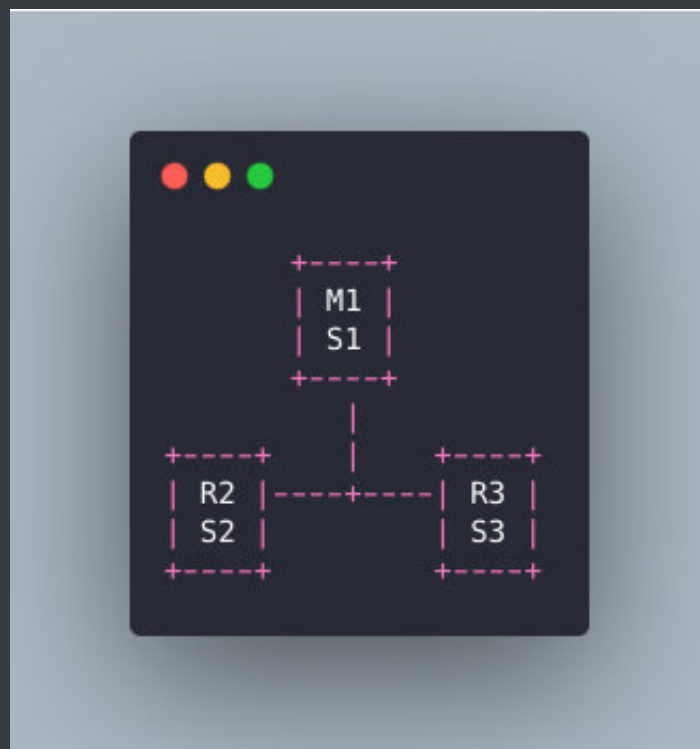 +----+
| M1 |
| S1 |
+----+
|
+----+ | +----+
| R2 |----+----| R3 |
| S2 | | S3 |
+----+ +----+